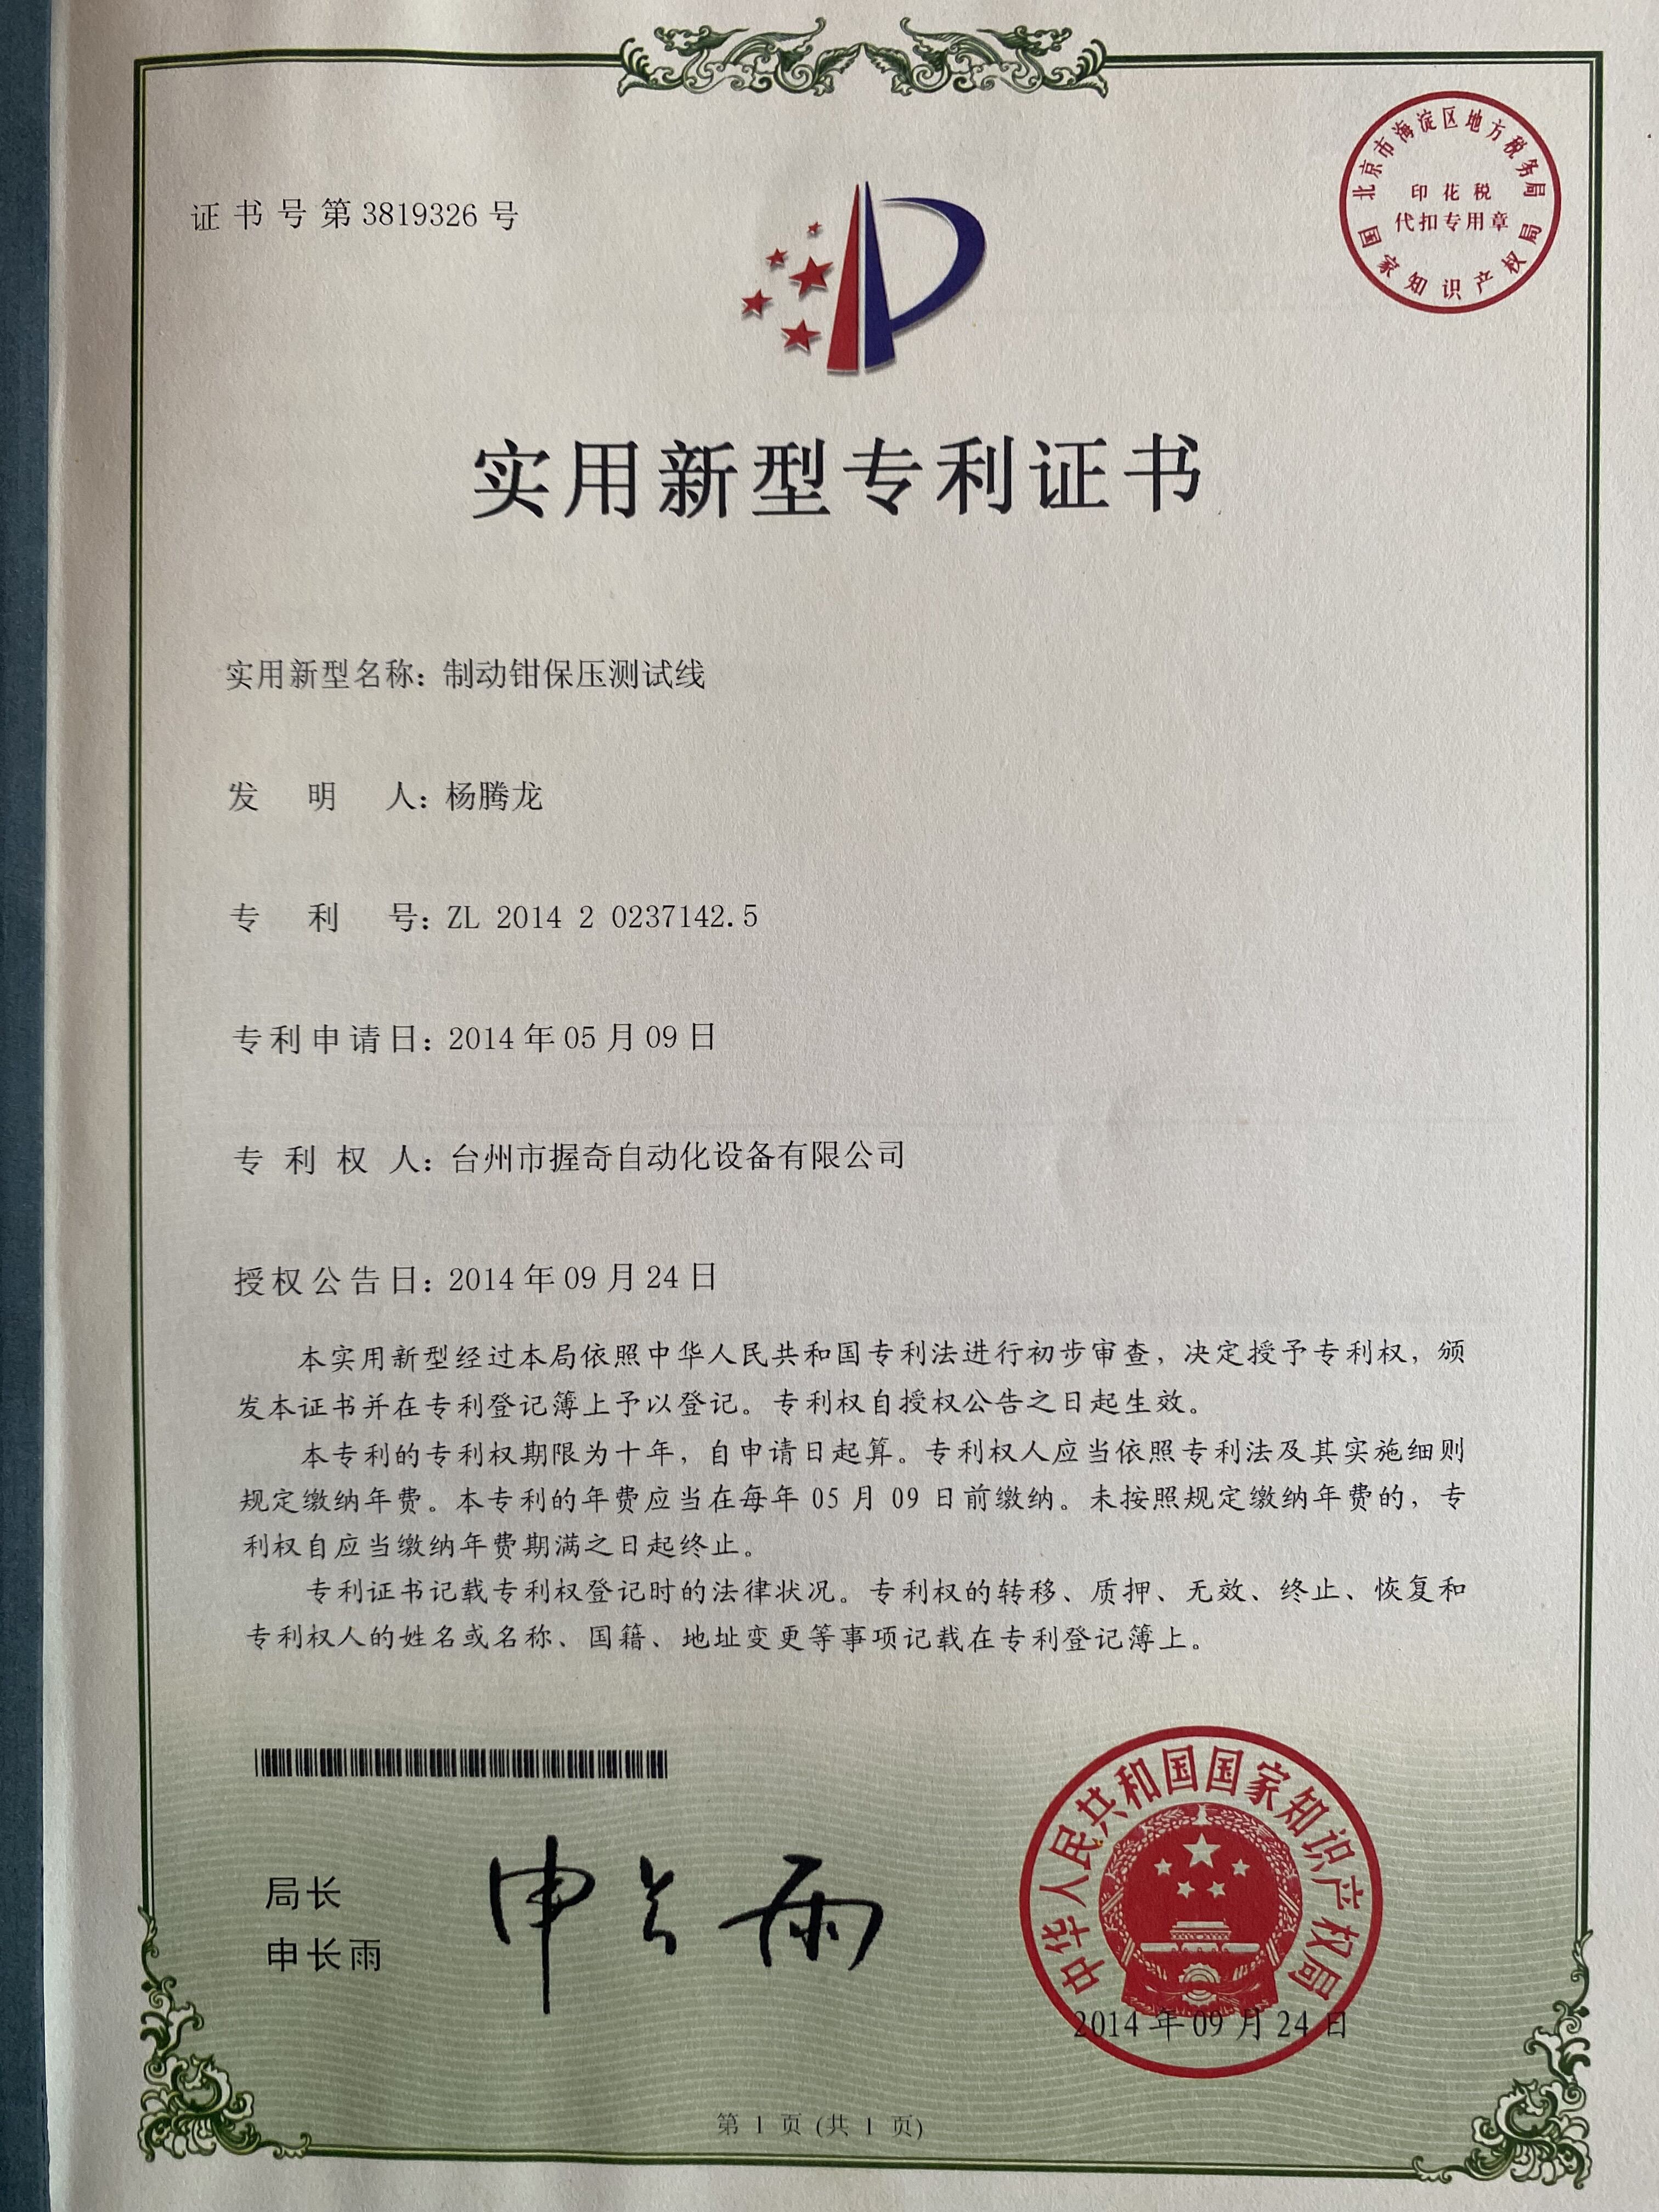 证书号第3819326号
北京市海淀区地方税务局
印花税
代扣专用章
国家知识产权局
实用新型专利证书
实用新型名称：制动钳保压测试线
发明人：杨腾龙
专利号：ZL 2014 2 0237142.5
专利申请日：2014年05月09日
专利权人：台州市握奇自动化设备有限公司
授权公告日：2014年09月24日
本实用新型经过本局依照中华人民共和国专利法进行初步审查，决定授予专利权，颁
发本证书并在专利登记簿上予以登记。专利权自授权公告之日起生效。
本专利的专利权期限为十年，自申请日起算。专利权人应当依照专利法及其实施细则
规定缴纳年费。本专利的年费应当在每年 05 月 09 日前缴纳。未按照规定缴纳年费的，专
利权自应当缴纳年费期满之日起终止。
专利证书记载专利权登记时的法律状况。专利权的转移、质押、无效、终止、恢复和
专利权人的姓名或名称、国籍、地址变更等事项记载在专利登记簿上。
局长
申长雨
申长雨
中华人民共和国国家知识产权局
2014年09月24日
第 1 页 (共 1 页)